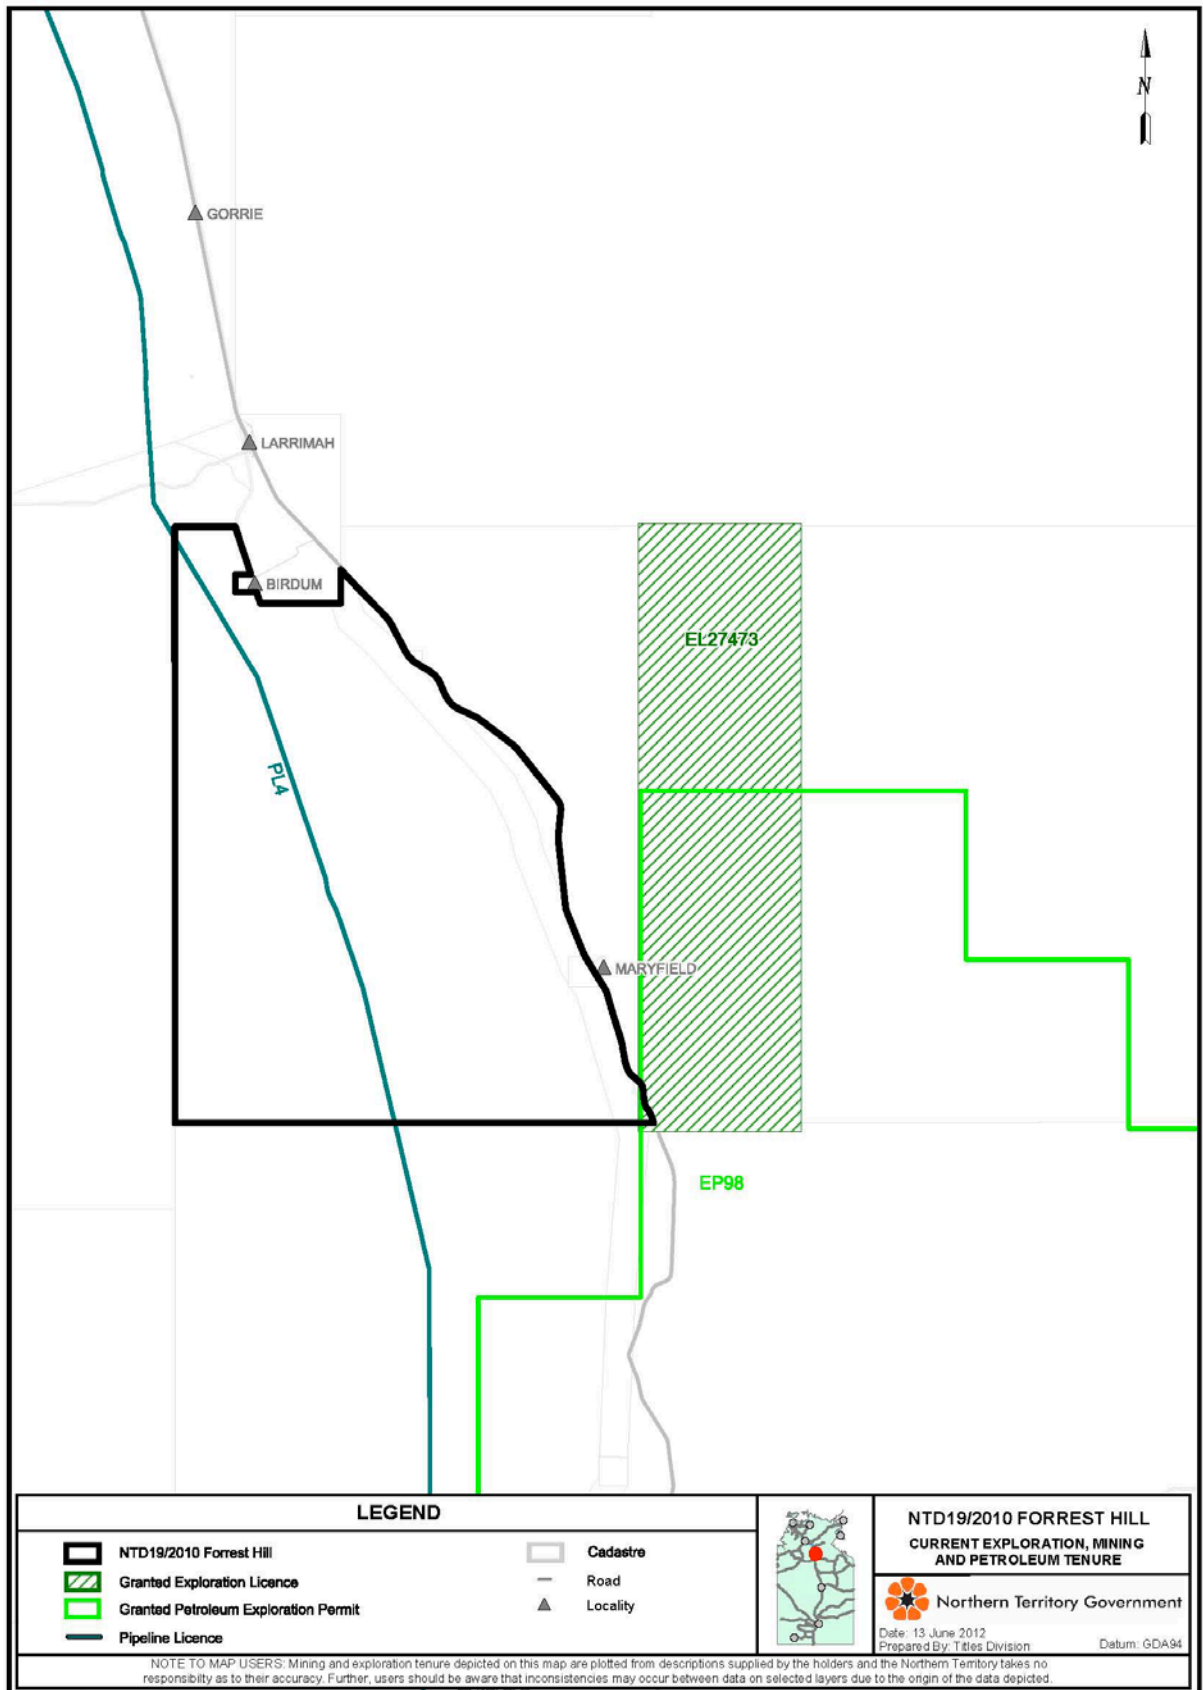 N
GORRIE
LARRIMAH
BIRDUM
EL27473
PL4
MARYFIELD
EP98
LEGEND
NTD19/2010 Forrest Hill
Granted Exploration Licence
Granted Petroleum Exploration Permit
Pipeline Licence
Cadastre
Road
Locality
NTD19/2010 FORREST HILL
CURRENT EXPLORATION, MINING
AND PETROLEUM TENURE
Northern Territory Government
Date: 13 June 2012
Prepared By: Titles Division
Datum: GDA94
NOTE TO MAP USERS: Mining and exploration tenure depicted on this map are plotted from descriptions supplied by the holders and the Northern Territory takes no
responsibilty as to their accuracy. Further, users should be aware that inconsistencies may occur between data on selected layers due to the origin of the data depicted.